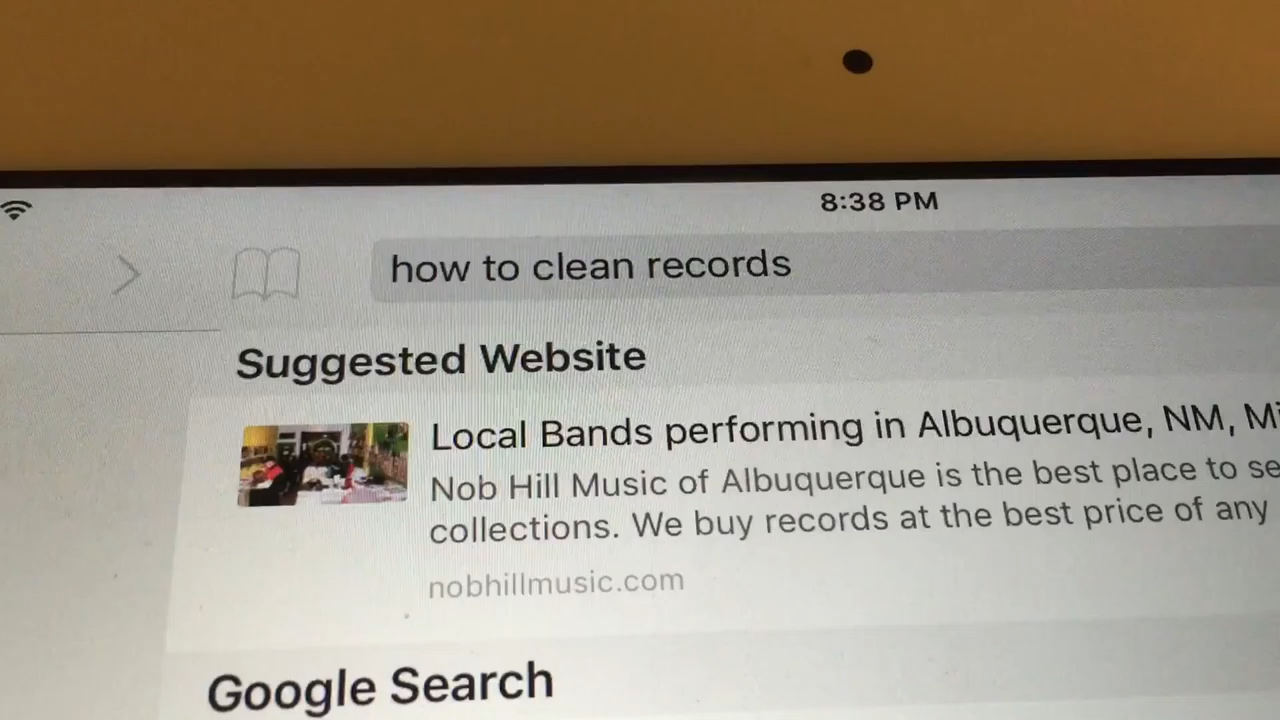 8:38 PM
how to clean records
Suggested Website
Local Bands performing in Albuquerque, NM,
Nob Hill Music of Albuquerque is the best place to
collections. We buy records at the best price of any
nobhillmusic.com
Google Search